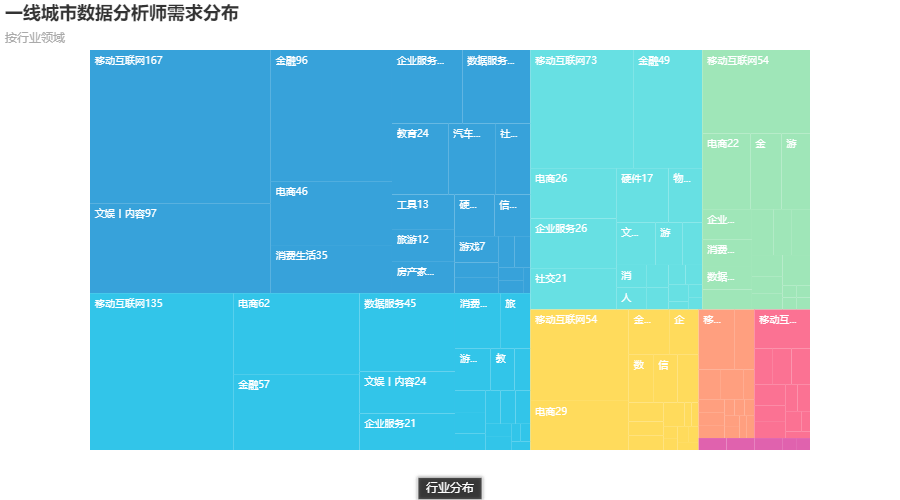 一线城市数据分析师需求分布
按行业领域
移动互联网167
金融96
企业服务...
数据服务...
教育24
汽车...
社...
电商46
工具13
硬...
信...
文娱丨内容97
旅游12
游戏7
消费生活35
房产家...
移动互联网135
电商62
数据服务45
消费...
旅
游...
教
金融57
文娱丨内容24
企业服务21
移动互联网73
金融49
电商26
硬件17
物...
企业服务26
文...
游
社交21
消
人
移动互联网54
电商22
金
游
企业...
消费...
数据...
移动互联网54
金...
企
数
信
电商29
移...
移动互...
行业分布